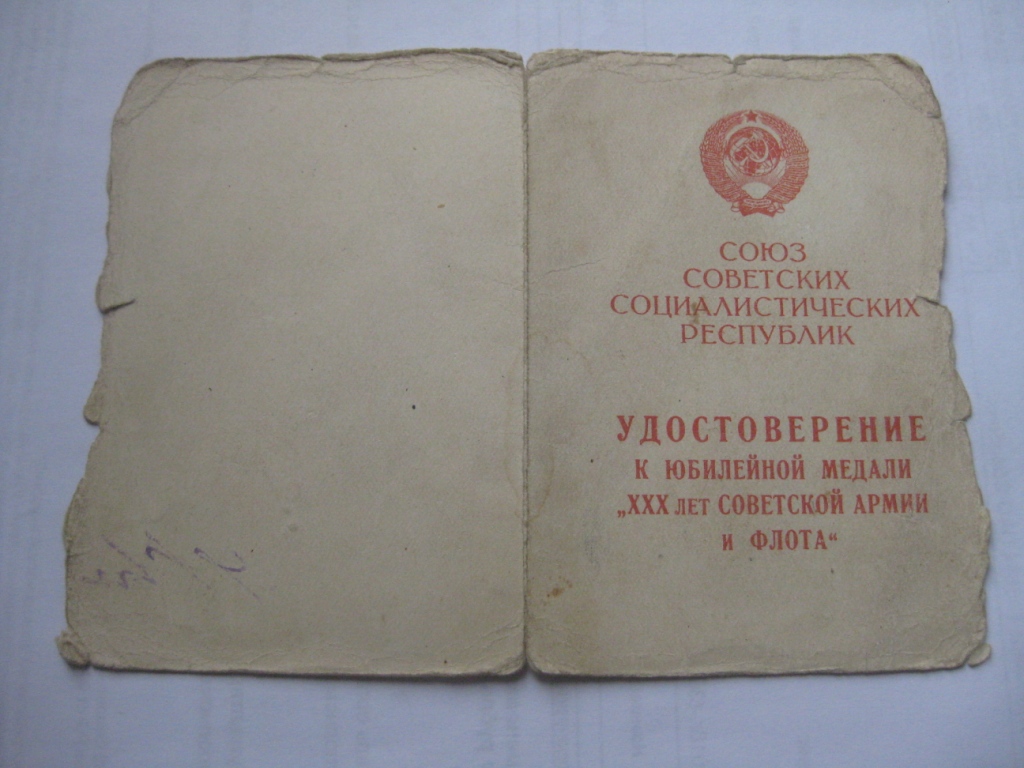 СОЮЗ
СОВЕТСКИХ
СОЦИАЛИСТИЧЕСКИХ
РЕСПУБЛИК
УДОСТОВЕРЕНИЕ
К ЮБИЛЕЙНОЙ МЕДАЛИ
„XXX ЛЕТ СОВЕТСКОЙ АРМИИ
И ФЛОТА“